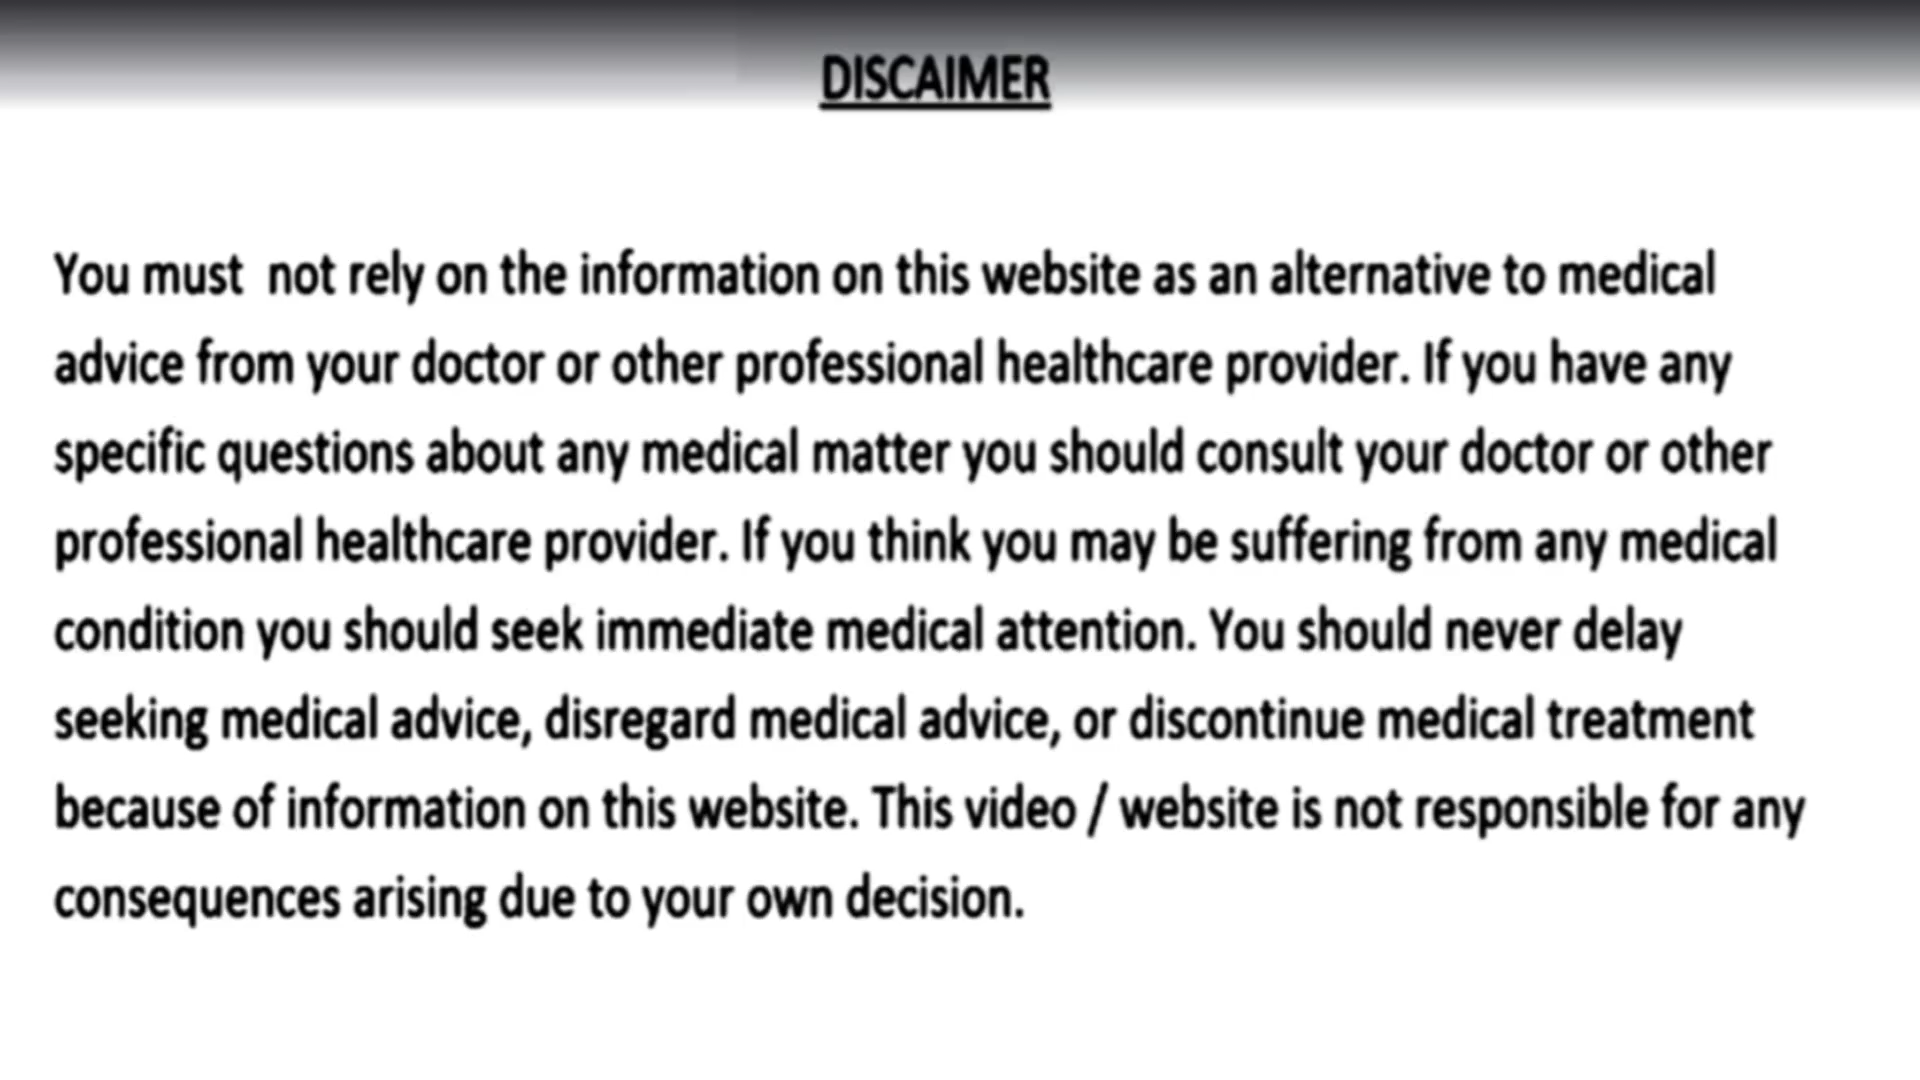 DISCAIMER
You must  not rely on the information on this website as an alternative to medical
advice from your doctor or other professional healthcare provider. If you have any
specific questions about any medical matter you should consult your doctor or other
professional healthcare provider. If you think you may be suffering from any medical
condition you should seek immediate medical attention. You should never delay
seeking medical advice, disregard medical advice, or discontinue medical treatment
because of information on this website. This video / website is not responsible for any
consequences arising due to your own decision.